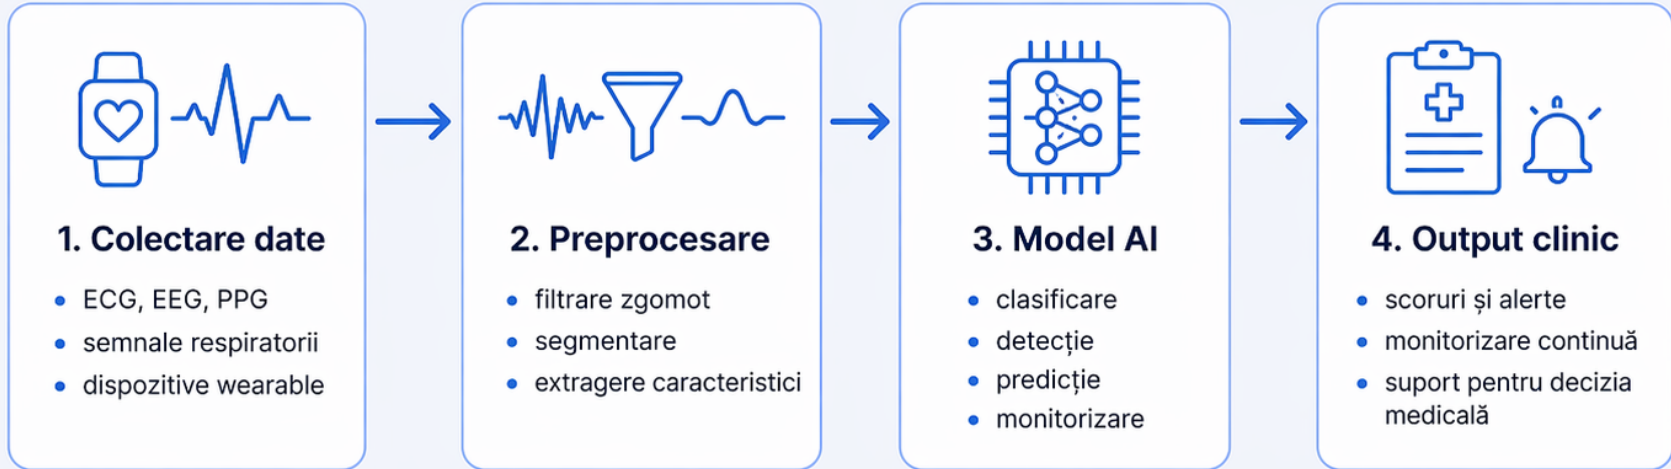 1. Colectare date
ECG, EEG, PPG
semnale respiratorii
dispozitive wearable
2. Preprocesare
filtrare zgomot
segmentare
extragere caracteristici
3. Model AI
clasificare
detecție
predicție
monitorizare
4. Output clinic
scoruri și alerte
monitorizare continuă
suport pentru decizia
medicală